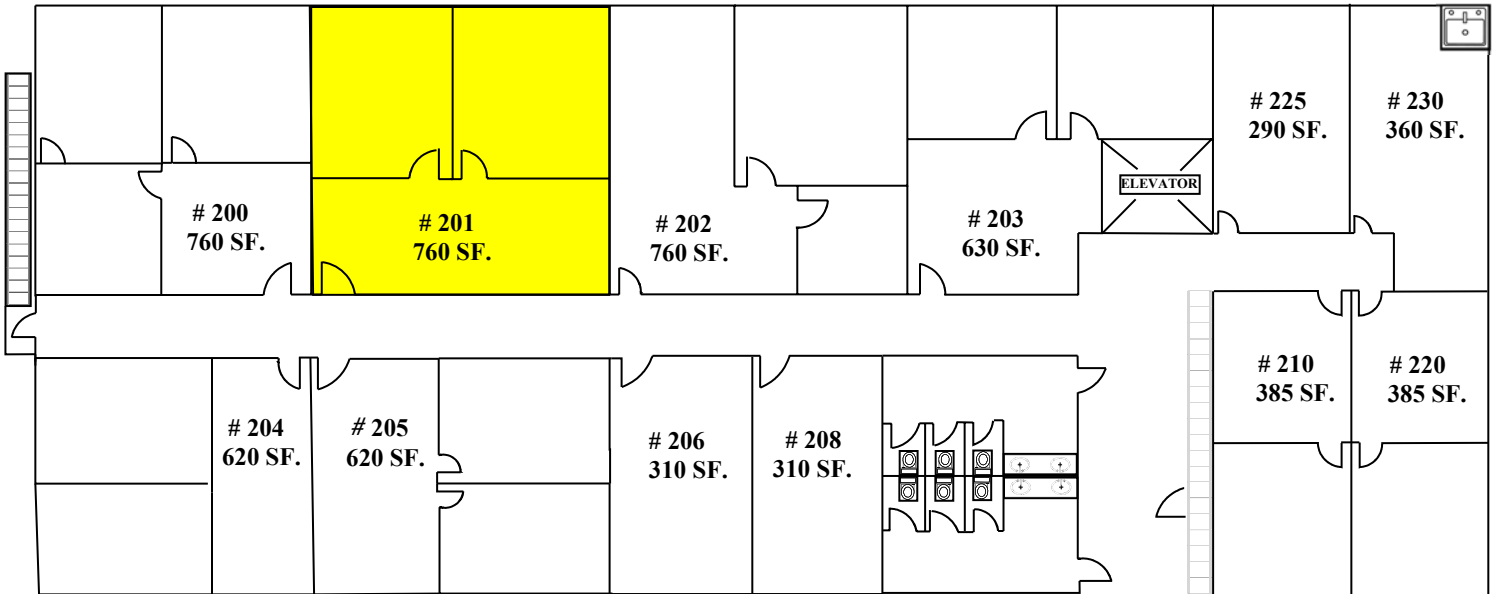 # 225
290 SF.
# 230
360 SF.
ELEVATOR
# 200
760 SF.
# 201
760 SF.
# 202
760 SF.
# 203
630 SF.
# 210
385 SF.
# 220
385 SF.
# 204
620 SF.
# 205
620 SF.
# 206
310 SF.
# 208
310 SF.